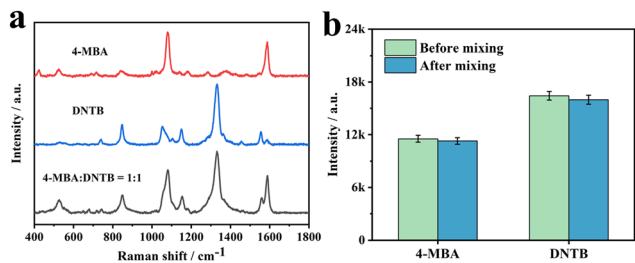 a
4-MBA
DNTB
4-MBA:DNTB = 1:1
Intensity / a.u.
400 600 800 1000 1200 1400 1600 1800
Raman shift / cm-1
b
24k
18k
12k
6k
0
Intensity / a.u.
Before mixing
After mixing
4-MBA DNTB